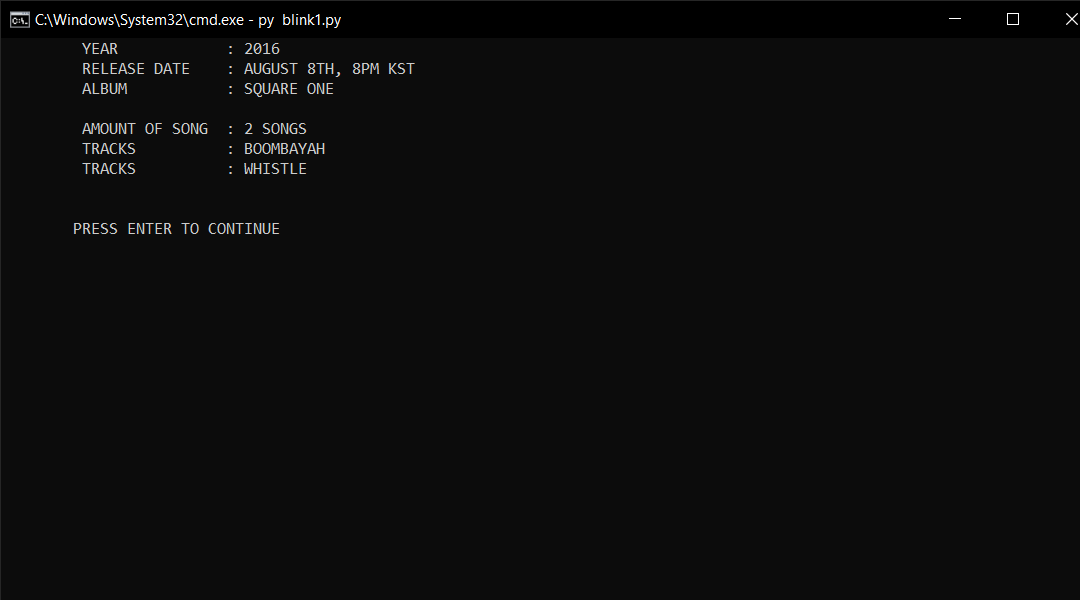 C:\Windows\System32\cmd.exe - py  blink1.py
YEAR            : 2016
RELEASE DATE    : AUGUST 8TH, 8PM KST
ALBUM           : SQUARE ONE
AMOUNT OF SONG  : 2 SONGS
TRACKS          : BOOMBAYAH
TRACKS          : WHISTLE
PRESS ENTER TO CONTINUE